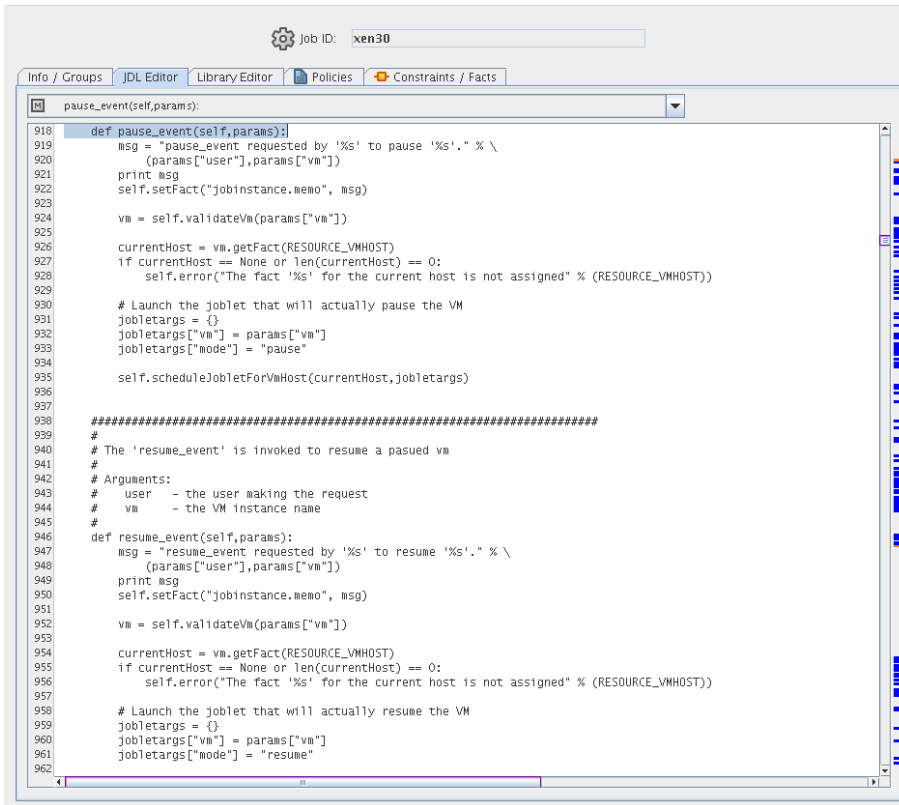 Job ID: xen30
Info / Groups JDL Editor Library Editor Policies Constraints / Facts
M pause_event(self,params):
918 def pause_event(self,params):
919 msg = "pause_event requested by '%s' to pause '%s'." % \
920 (params["user"],params["vm"])
921 print msg
922 self.setFact("jobinstance.memo", msg)
923
924 vm = self.validateVm(params["vm"])
925
926 currentHost = vm.getFact(RESOURCE_VMHOST)
927 if currentHost == None or len(currentHost) == 0:
928 self.error("The fact '%s' for the current host is not assigned" % (RESOURCE_VMHOST))
929
930 # Launch the joblet that will actually pause the VM
931 jobletargs = {}
932 jobletargs["vm"] = params["vm"]
933 jobletargs["mode"] = "pause"
934
935 self.scheduleJobletForVmHost(currentHost,jobletargs)
936
937
938 ###########################################################################
939 #
940 # The 'resume_event' is invoked to resume a pasued vm
941 #
942 # Arguments:
943 # user - the user making the request
944 # vm - the VM instance name
945 #
946 def resume_event(self,params):
947 msg = "resume_event requested by '%s' to resume '%s'." % \
948 (params["user"],params["vm"])
949 print msg
950 self.setFact("jobinstance.memo", msg)
951
952 vm = self.validateVm(params["vm"])
953
954 currentHost = vm.getFact(RESOURCE_VMHOST)
955 if currentHost == None or len(currentHost) == 0:
956 self.error("The fact '%s' for the current host is not assigned" % (RESOURCE_VMHOST))
957
958 # Launch the joblet that will actually resume the VM
959 jobletargs = {}
960 jobletargs["vm"] = params["vm"]
961 jobletargs["mode"] = "resume"
962